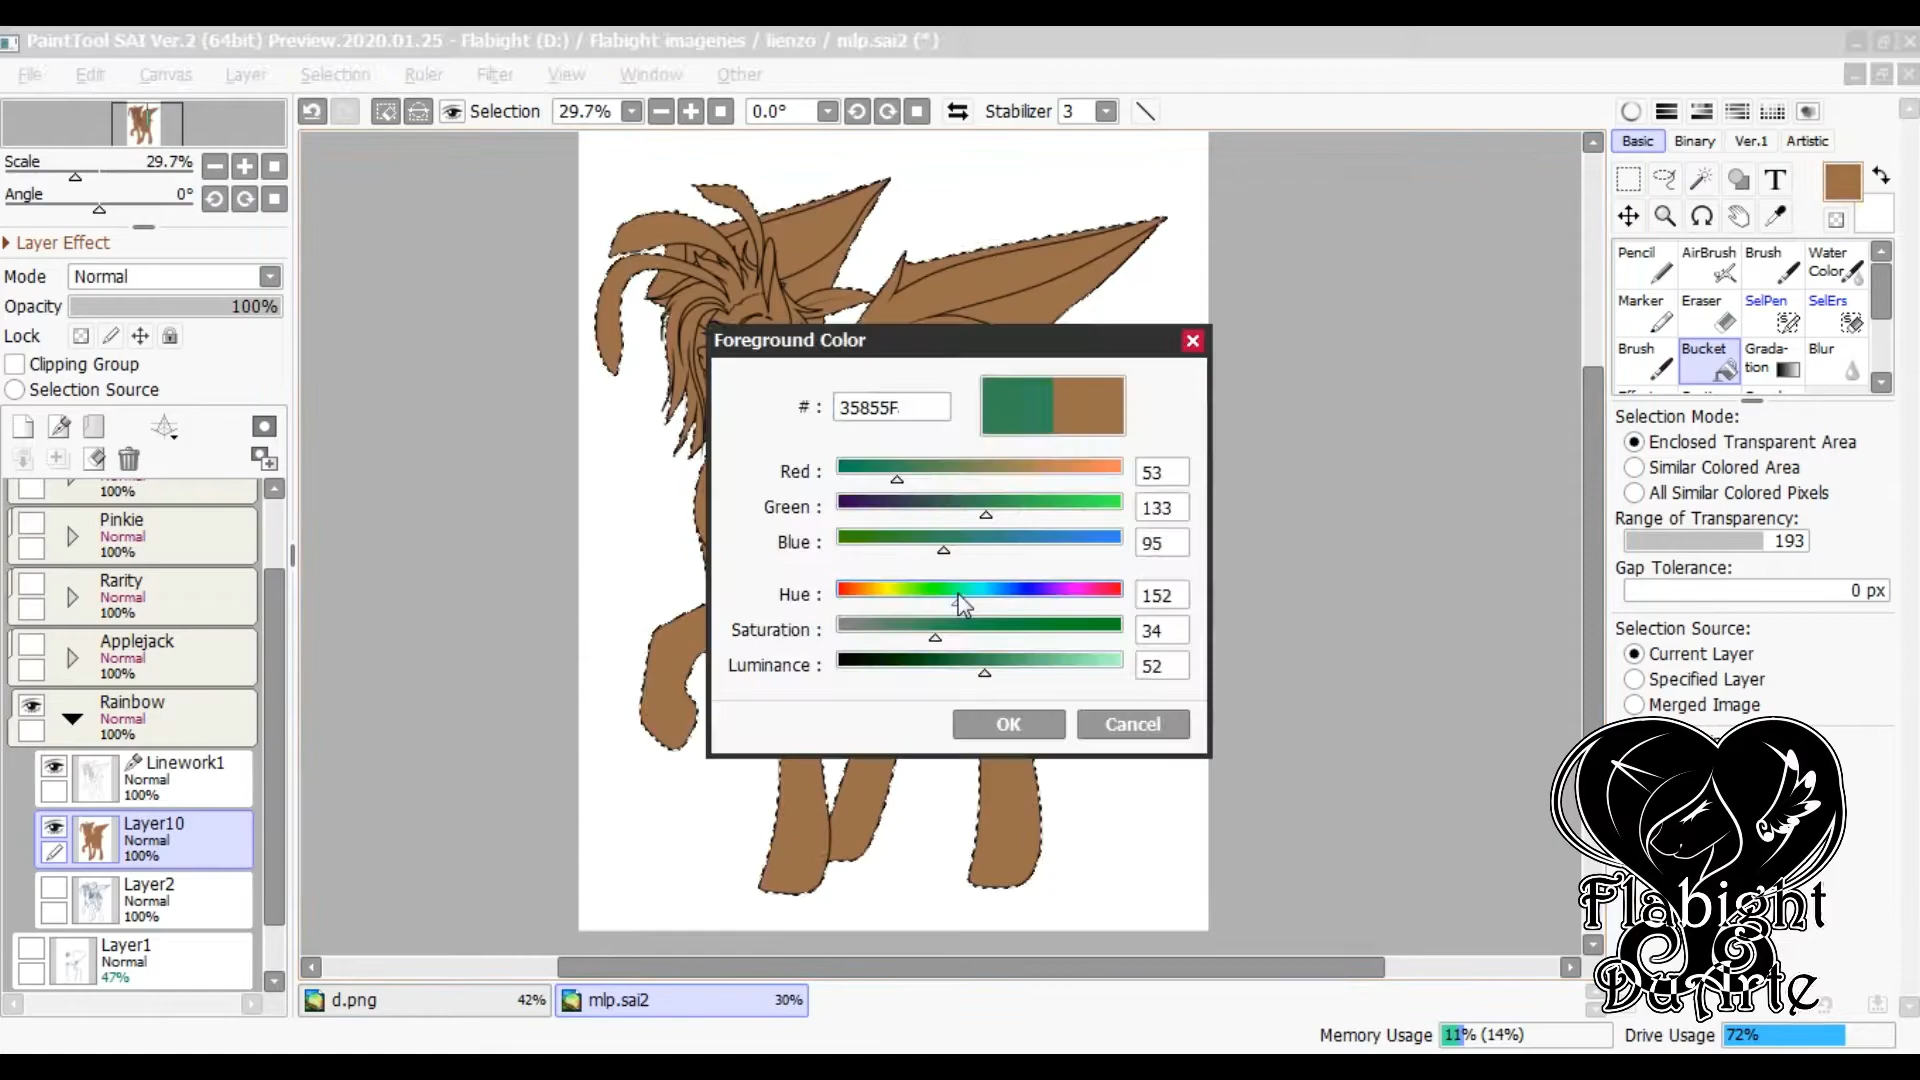 PaintTool SAI Ver.2 (64bit) Preview.2020.01.25 - Flabight (D:) / Flabight imagenes / lienzo / mlp.sai2 (*)
File Edit Canvas Layer Selection Ruler Filter View Window Other
Selection 29.7% 0.0° Stabilizer 3
Scale 29.7%
Angle 0°
Layer Effect
Mode Normal
Opacity 100%
Lock
Clipping Group
Selection Source
100%
Pinkie
Normal
100%
Rarity
Normal
100%
Applejack
Normal
100%
Rainbow
Normal
100%
Linework1
Normal
100%
Layer10
Normal
100%
Layer2
Normal
100%
Layer1
Normal
47%
Foreground Color
# : 35855F
Red : 53
Green : 133
Blue : 95
Hue : 152
Saturation : 34
Luminance : 52
OK Cancel
Basic Binary Ver.1 Artistic
T
Pencil AirBrush Brush Water
Color
Marker Eraser SelPen SelErs
Brush Bucket Grada-
tion Blur
Selection Mode:
Enclosed Transparent Area
Similar Colored Area
All Similar Colored Pixels
Range of Transparency:
193
Gap Tolerance:
0 px
Selection Source:
Current Layer
Specified Layer
Merged Image
Flabight
DuArte
d.png 42% mlp.sai2 30%
Memory Usage 11% (14%) Drive Usage 72%